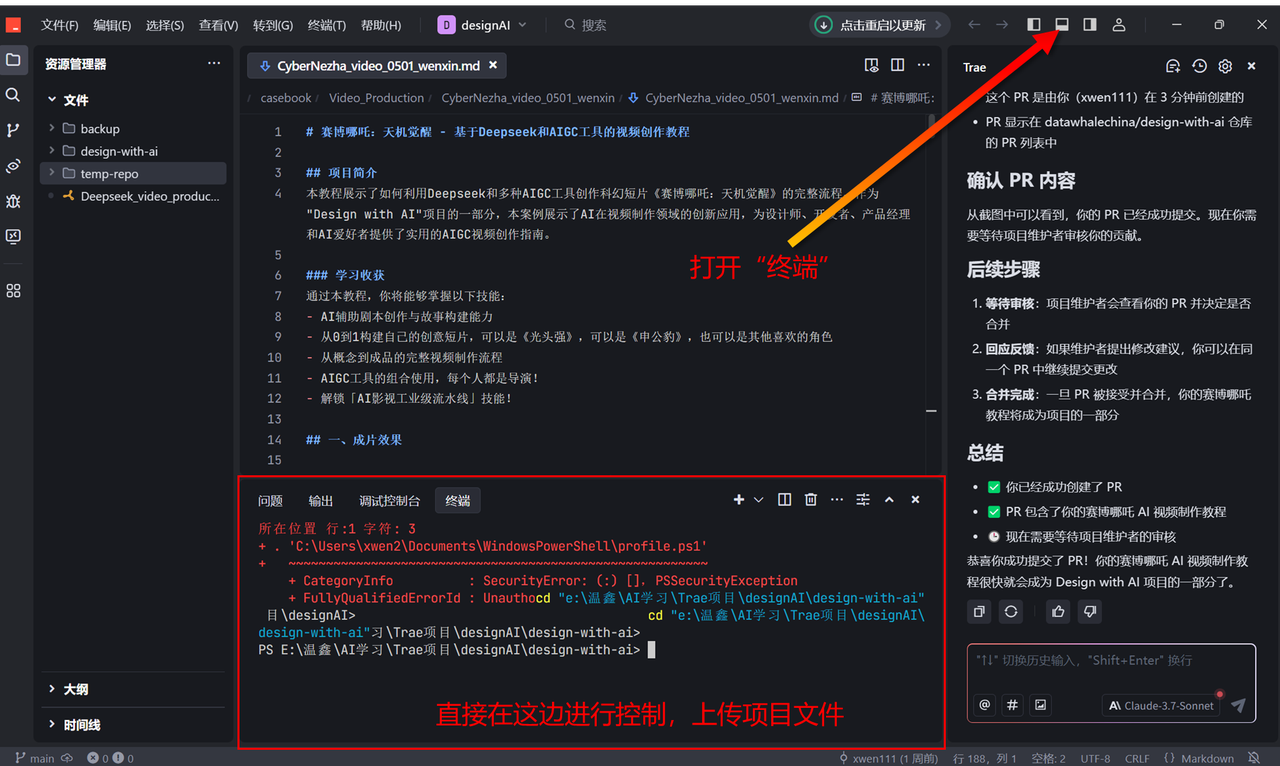 文件(F) 编辑(E) 选择(S) 查看(V) 转到(G) 终端(T) 帮助(H) D designAI 搜索 点击重启以更新
资源管理器
文件
backup
design-with-ai
temp-repo
Deepseek_video_produc...
大纲
时间线
CyberNezha_video_0501_wenxin.md
casebook / Video_Production / CyberNezha_video_0501_wenxin / CyberNezha_video_0501_wenxin.md / # 赛博哪吒:
1 # 赛博哪吒：天机觉醒 - 基于Deepseek和AIGC工具的视频创作教程
2
3 ## 项目简介
4 本教程展示了如何利用Deepseek和多种AIGC工具创作科幻短片《赛博哪吒：天机觉醒》的完整流程。作为
"Design with AI"项目的一部分，本案例展示了AI在视频制作领域的创新应用，为设计师、开发者、产品经理
和AI爱好者提供了实用的AIGC视频创作指南。
5
6 ### 学习收获
7 通过本教程，你将能够掌握以下技能：
8 - AI辅助剧本创作与故事构建能力
9 - 从0到1构建自己的创意短片，可以是《光头强》，可以是《申公豹》，也可以是其他喜欢的角色
10 - 从概念到成品的完整视频制作流程
11 - AIGC工具的组合使用，每个人都是导演！
12 - 解锁「AI影视工业级流水线」技能！
13
14 ## 一、成片效果
15
打开“终端”
问题 输出 调试控制台 终端
所在位置 行:1 字符: 3
+ . 'C:\Users\xwen2\Documents\WindowsPowerShell\profile.ps1'
+ ~~~~~~~~~~~~~~~~~~~~~~~~~~~~~~~~~~~~~~~~~~~~~~~~~~~~~~~~
+ CategoryInfo : SecurityError: (:) [], PSSecurityException
+ FullyQualifiedErrorId : Unauthocd "e:\温鑫\AI学习\Trae项目\designAI\design-with-ai"
目\designAI> cd "e:\温鑫\AI学习\Trae项目\designAI\
design-with-ai"习\Trae项目\designAI\design-with-ai>
PS E:\温鑫\AI学习\Trae项目\designAI\design-with-ai>
直接在这边进行控制，上传项目文件
Trae
这个 PR 是由你（xwen111）在 3 分钟前创建的
• PR 显示在 datawhalechina/design-with-ai 仓库
的 PR 列表中
确认 PR 内容
从截图中可以看到，你的 PR 已经成功提交。现在你需
要等待项目维护者审核你的贡献。
后续步骤
1. 等待审核：项目维护者会查看你的 PR 并决定是否
合并
2. 回应反馈：如果维护者提出修改建议，你可以在同
一个 PR 中继续提交更改
3. 合并完成：一旦 PR 被接受并合并，你的赛博哪吒
教程将成为项目的一部分
总结
• ✅ 你已经成功创建了 PR
• ✅ PR 包含了你的赛博哪吒 AI 视频制作教程
• 🕒 现在需要等待项目维护者的审核
恭喜你成功提交了 PR！你的赛博哪吒 AI 视频制作教
程很快就会成为 Design with AI 项目的一部分了。
"↑↓" 切换历史输入，"Shift+Enter" 换行
@ # Claude-3.7-Sonnet
main 0 0 xwen111 (1 周前) 行 188，列 1 空格: 2 UTF-8 CRLF {} Markdown